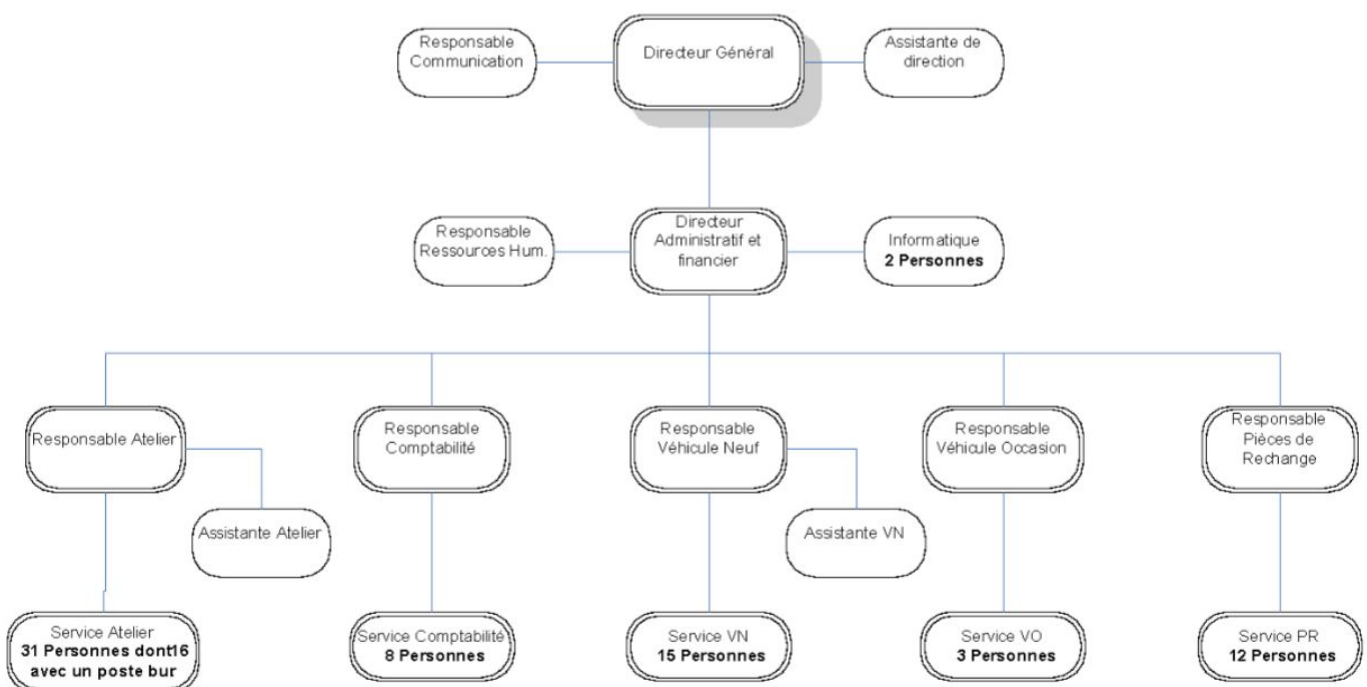 Responsable
Communication
Directeur Général
Assistante de
direction
Responsable
Ressources Hum.
Directeur
Administratif et
financier
Informatique
2 Personnes
Responsable Atelier
Responsable
Comptabilité
Responsable
Véhicule Neuf
Responsable
Véhicule Occasion
Responsable
Pièces de
Rechange
Assistante Atelier
Assistante VN
Service Atelier
31 Personnes dont16
avec un poste bur
Service Comptabilité
8 Personnes
Service VN
15 Personnes
Service VO
3 Personnes
Service PR
12 Personnes